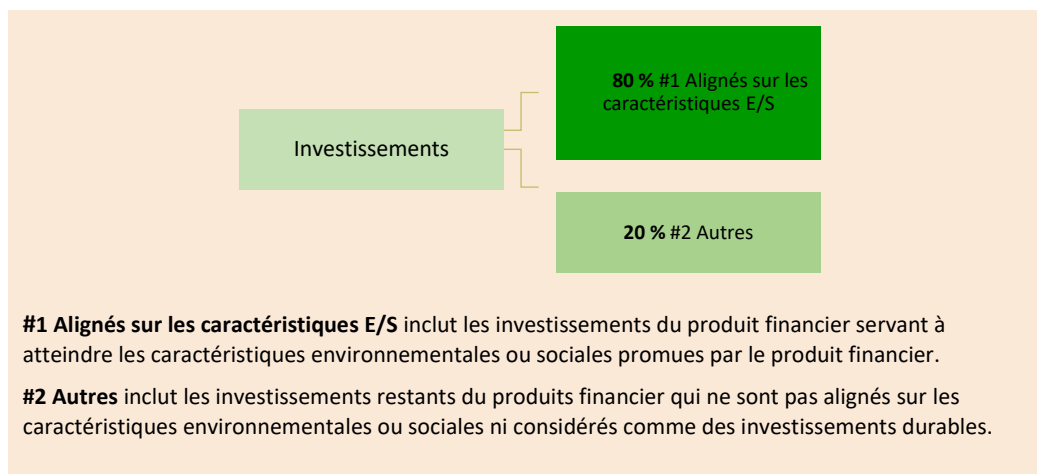 80 % #1 Alignés sur les
caractéristiques E/S
Investissements
20 % #2 Autres
#1 Alignés sur les caractéristiques E/S inclut les investissements du produit financier servant à
atteindre les caractéristiques environnementales ou sociales promues par le produit financier.
#2 Autres inclut les investissements restants du produits financier qui ne sont pas alignés sur les
caractéristiques environnementales ou sociales ni considérés comme des investissements durables.